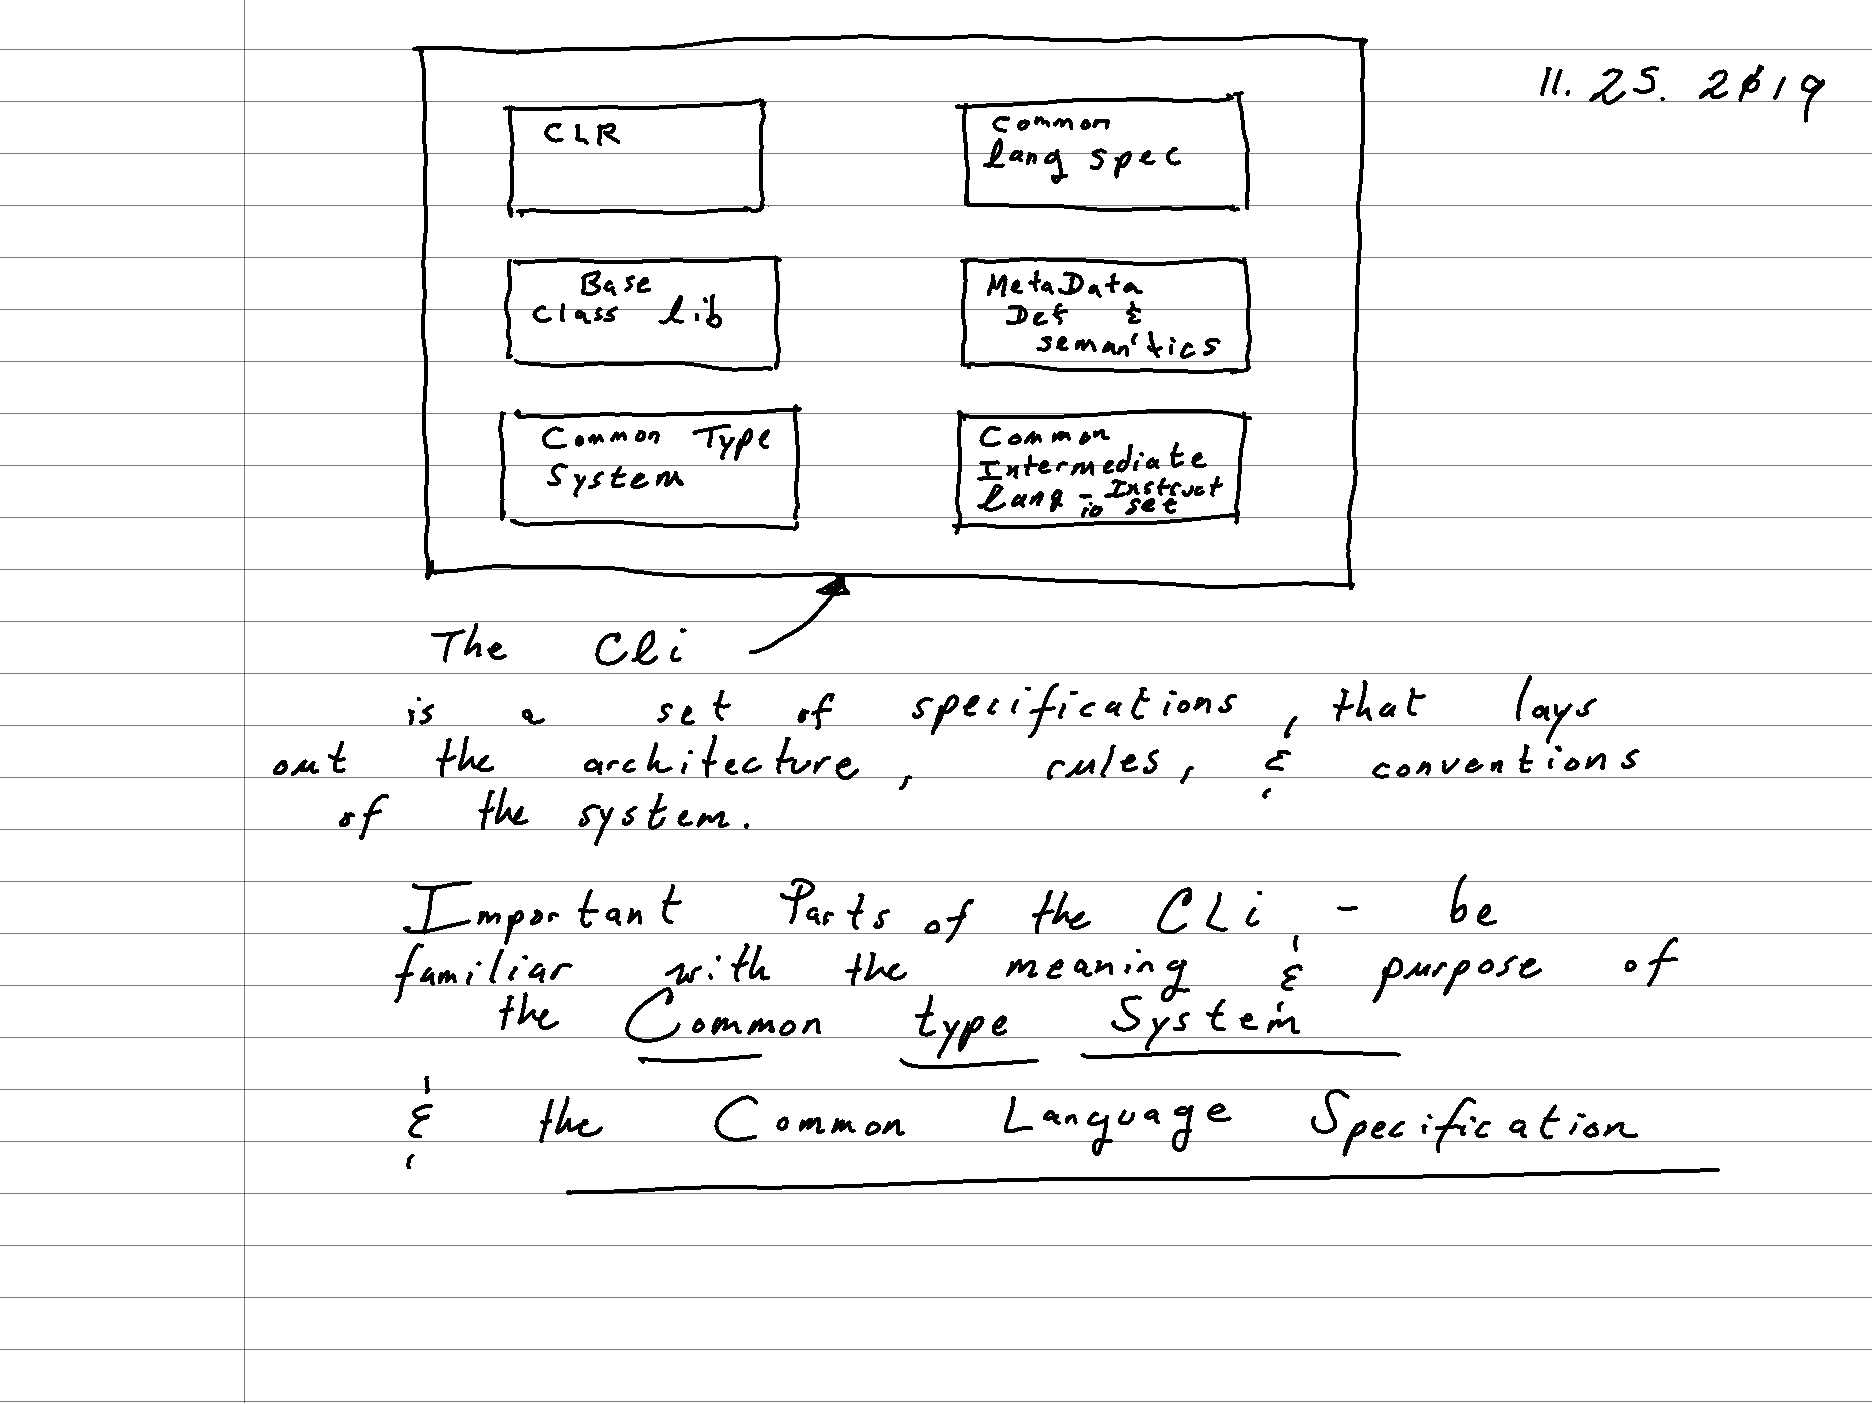 11. 25. 2019
CLR
Common
lang spec
Base
Class lib
MetaData
Def &
semantics
Common Type
System
Common
Intermediate
lang - Instruct
io set
The Cli
is a set of specifications, that lays
out the architecture, rules, & conventions
of the system.
Important Parts of the CLi - be
familiar with the meaning & purpose of
the Common type System
& the Common Language Specification